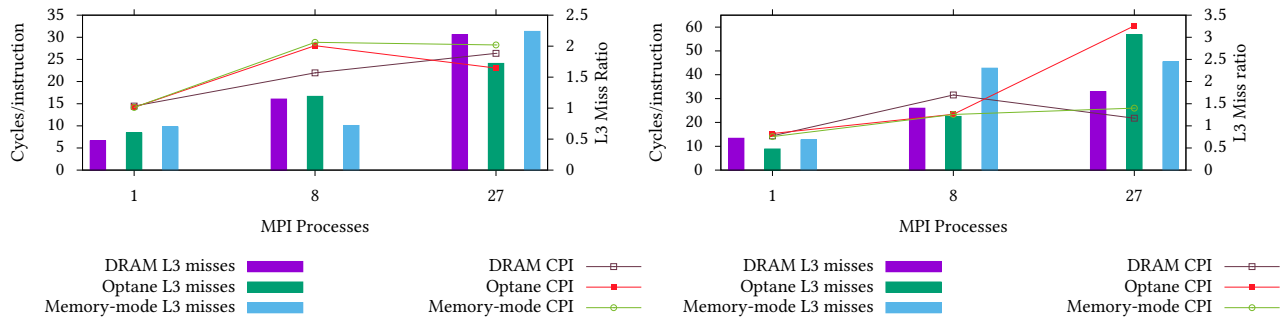 Cycles/instruction
35
30
25
20
15
10
5
0
2.5
2
1.5
1
0.5
0
L3 Miss Ratio
1 8 27
MPI Processes
DRAM L3 misses
Optane L3 misses
Memory-mode L3 misses
DRAM CPI
Optane CPI
Memory-mode CPI
Cycles/instruction
60
50
40
30
20
10
0
3.5
3
2.5
2
1.5
1
0.5
0
L3 Miss ratio
1 8 27
MPI Processes
DRAM L3 misses
Optane L3 misses
Memory-mode L3 misses
DRAM CPI
Optane CPI
Memory-mode CPI